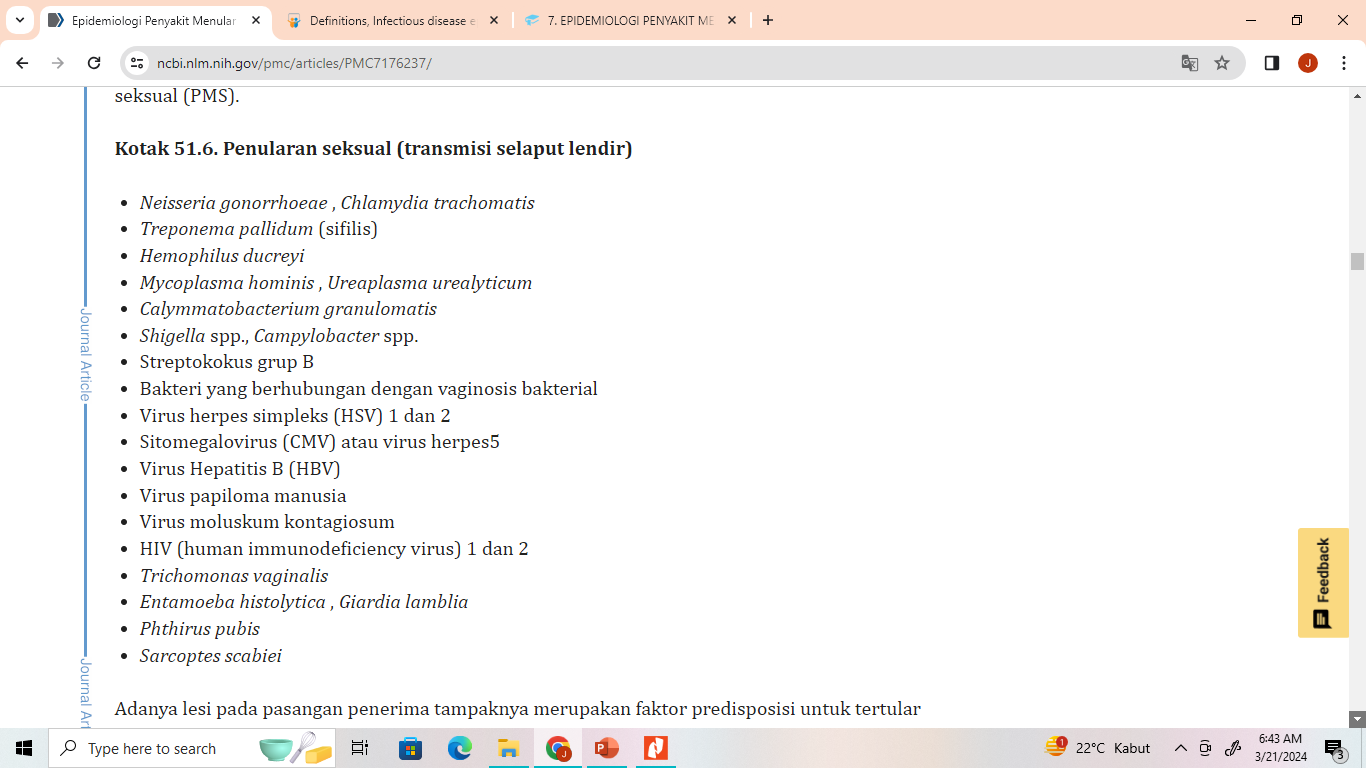 Epidemiologi Penyakit Menular
Definitions, Infectious disease e
7. EPIDEMIOLOGI PENYAKIT ME
ncbi.nlm.nih.gov/pmc/articles/PMC7176237/
J
seksual (PMS).
Kotak 51.6. Penularan seksual (transmisi selaput lendir)
• Neisseria gonorrhoeae , Chlamydia trachomatis
• Treponema pallidum (sifilis)
• Hemophilus ducreyi
• Mycoplasma hominis , Ureaplasma urealyticum
• Calymmatobacterium granulomatis
• Shigella spp., Campylobacter spp.
• Streptokokus grup B
• Bakteri yang berhubungan dengan vaginosis bakterial
• Virus herpes simpleks (HSV) 1 dan 2
• Sitomegalovirus (CMV) atau virus herpes5
• Virus Hepatitis B (HBV)
• Virus papiloma manusia
• Virus moluskum kontagiosum
• HIV (human immunodeficiency virus) 1 dan 2
• Trichomonas vaginalis
• Entamoeba histolytica , Giardia lamblia
• Phthirus pubis
• Sarcoptes scabiei
Adanya lesi pada pasangan penerima tampaknya merupakan faktor predisposisi untuk tertular
Journal Article
Journal Art
Feedback
Type here to search
1
22°C Kabut
6:43 AM
3/21/2024
3